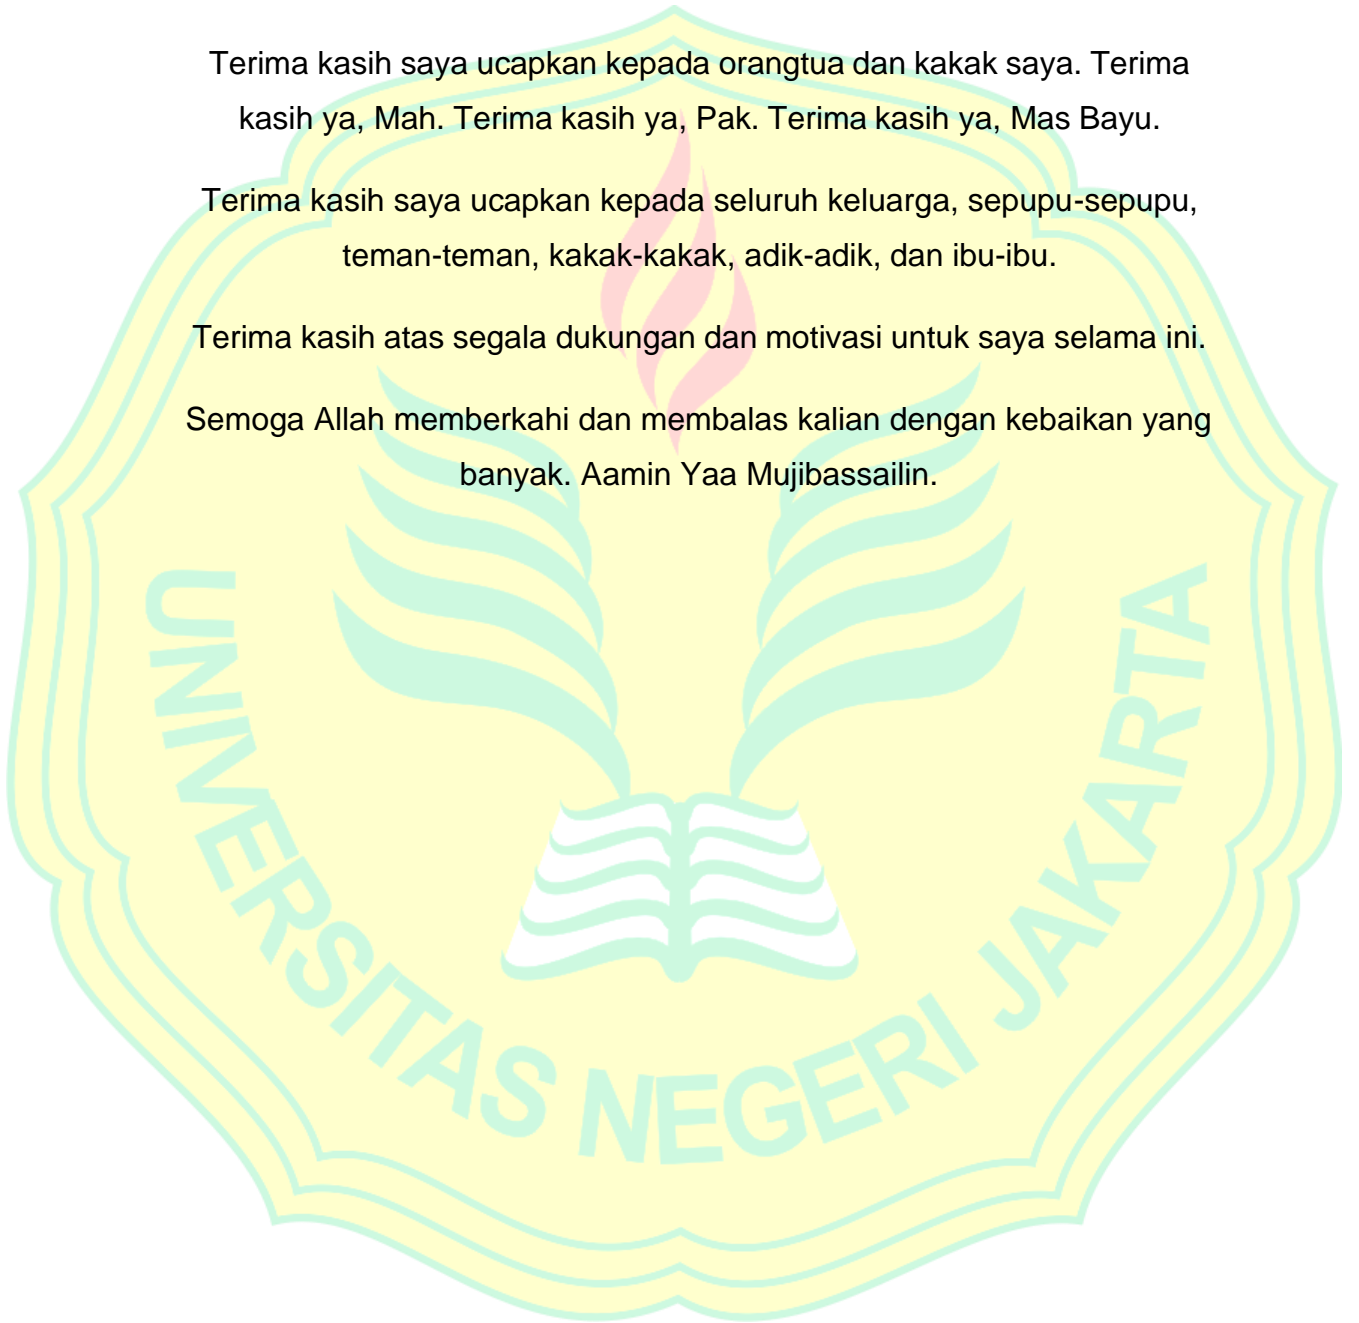 Terima kasih saya ucapkan kepada orangtua dan kakak saya. Terima
kasih ya, Mah. Terima kasih ya, Pak. Terima kasih ya, Mas Bayu.
Terima kasih saya ucapkan kepada seluruh keluarga, sepupu-sepupu,
teman-teman, kakak-kakak, adik-adik, dan ibu-ibu.
Terima kasih atas segala dukungan dan motivasi untuk saya selama ini.
Semoga Allah memberkahi dan membalas kalian dengan kebaikan yang
banyak. Aamin Yaa Mujibassailin.
UNIVERSITAS NEGERI JAKARTA